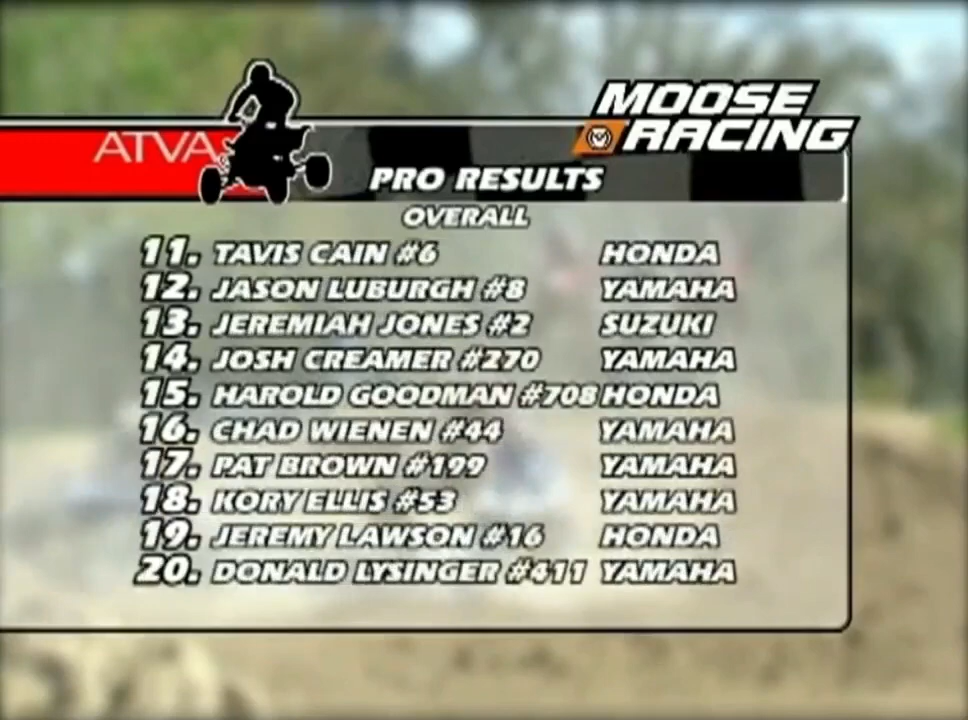 MOOSE
RACING
ATVA
PRO RESULTS
OVERALL
11. TAVIS CAIN #6 HONDA
12. JASON LUBURGH #8 YAMAHA
13. JEREMIAH JONES #2 SUZUKI
14. JOSH CREAMER #270 YAMAHA
15. HAROLD GOODMAN #708 HONDA
16. CHAD WIENEN #44 YAMAHA
17. PAT BROWN #199 YAMAHA
18. KORY ELLIS #53 YAMAHA
19. JEREMY LAWSON #16 HONDA
20. DONALD LYSINGER #411 YAMAHA